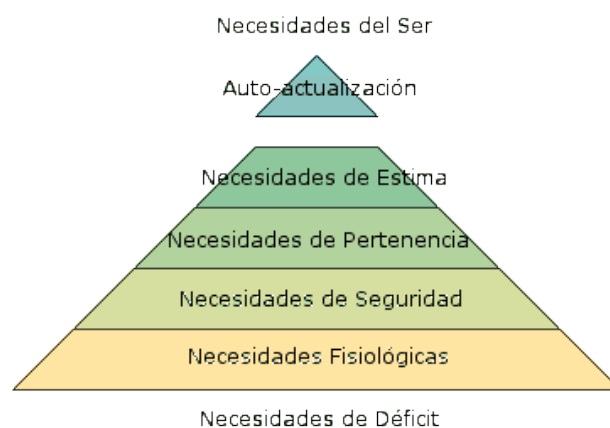 Necesidades del Ser
Auto-actualización
Necesidades de Estima
Necesidades de Pertenencia
Necesidades de Seguridad
Necesidades Fisiológicas
Necesidades de Déficit